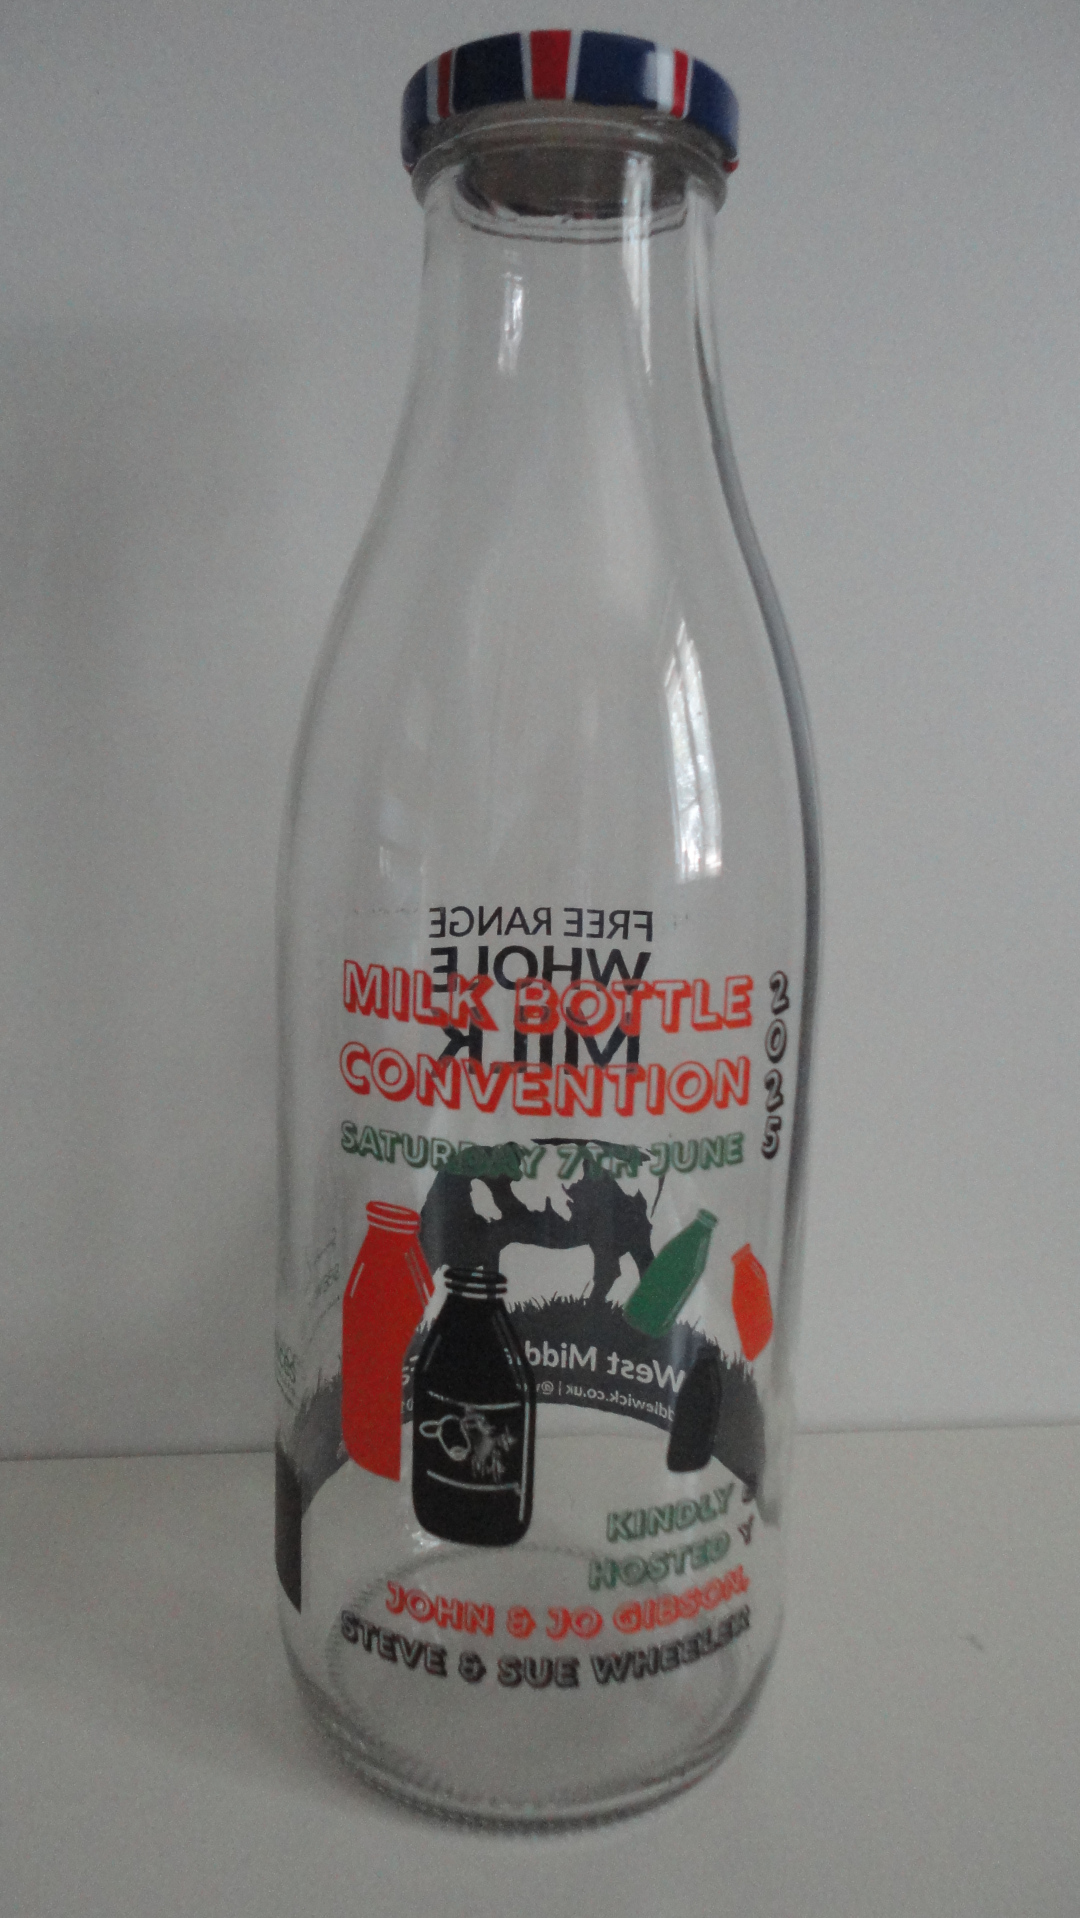 FREE RANGE
WHOLE
MILK
MILK BOTTLE
CONVENTION
2025
SATURDAY 7TH JUNE
West Midd
KINDLY
HOSTED
JOHN & JO GIBSON,
STEVE & SUE WHEELER